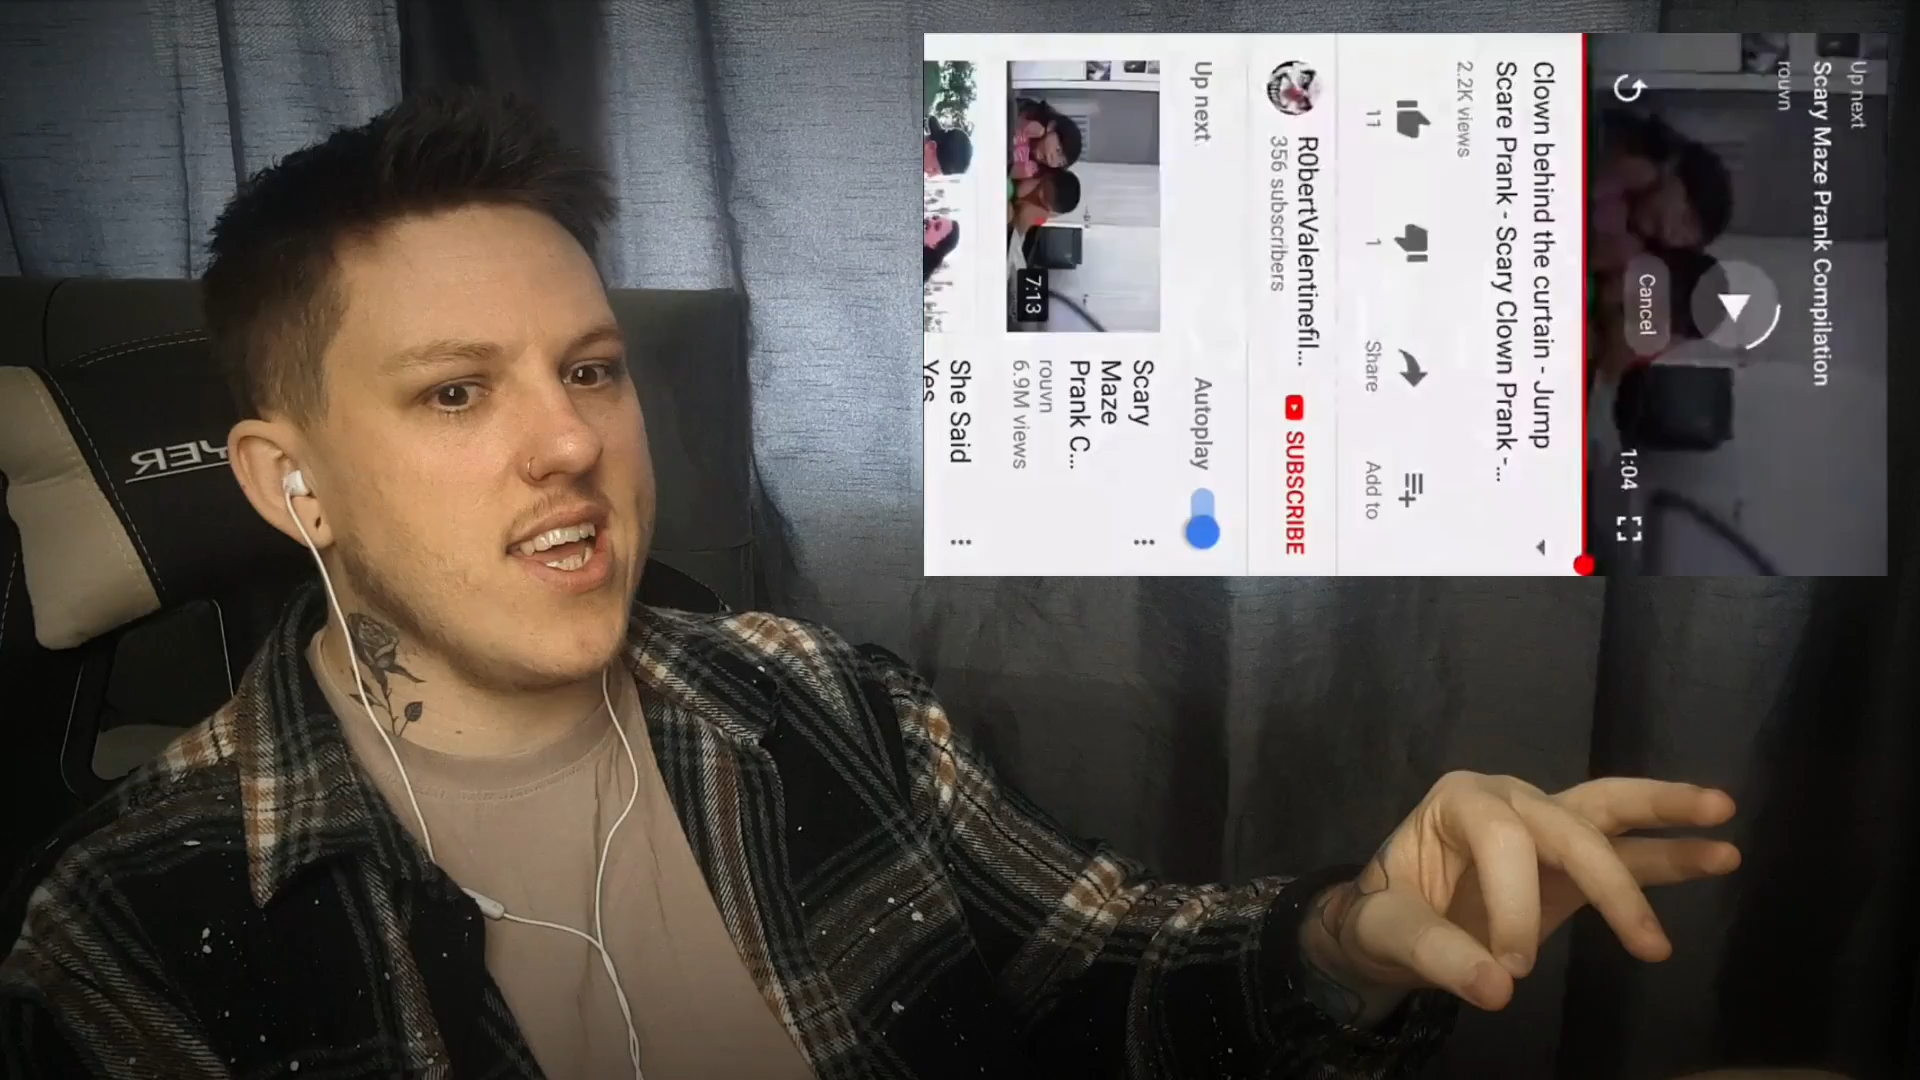 Up next
Scary Maze Prank Compilation
rouvn
Cancel
1:04
Clown behind the curtain - Jump
Scare Prank - Scary Clown Prank -...
2.2K views
11
1
Share
Add to
R0bertValentinefil...
356 subscribers
SUBSCRIBE
Up next
Autoplay
7:13
Scary
Maze
Prank C...
rouvn
6.9M views
She Said
Yes